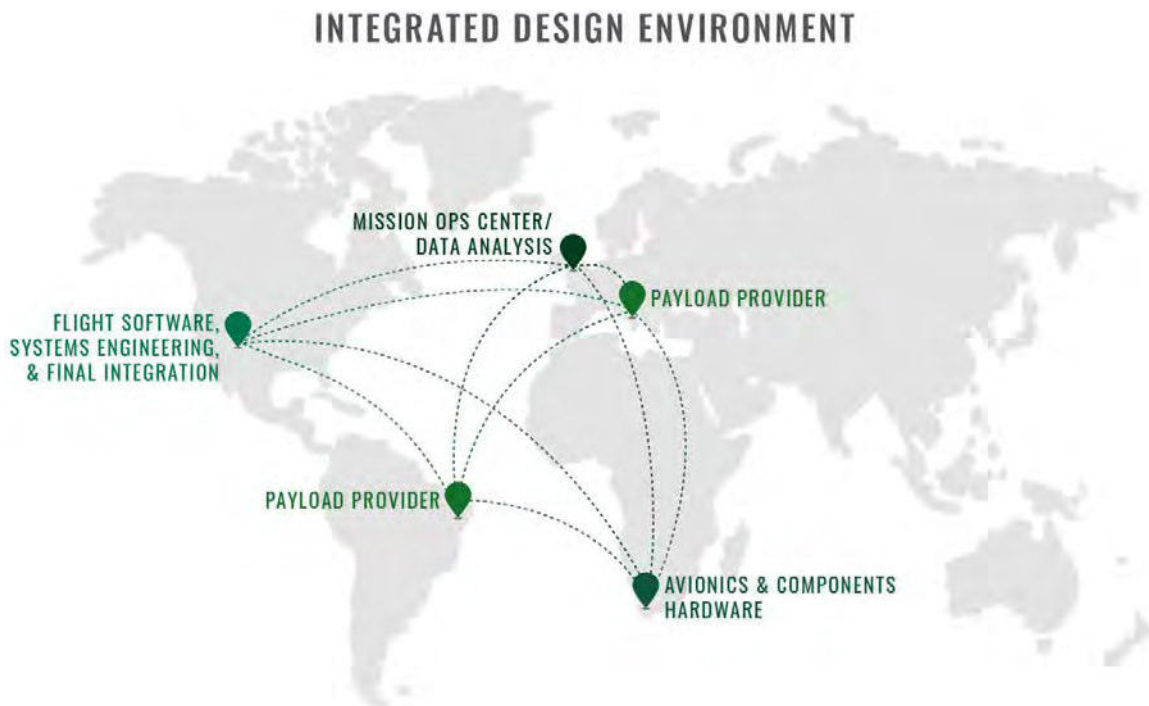 INTEGRATED DESIGN ENVIRONMENT
MISSION OPS CENTER/
DATA ANALYSIS
PAYLOAD PROVIDER
FLIGHT SOFTWARE,
SYSTEMS ENGINEERING,
& FINAL INTEGRATION
PAYLOAD PROVIDER
AVIONICS & COMPONENTS
HARDWARE